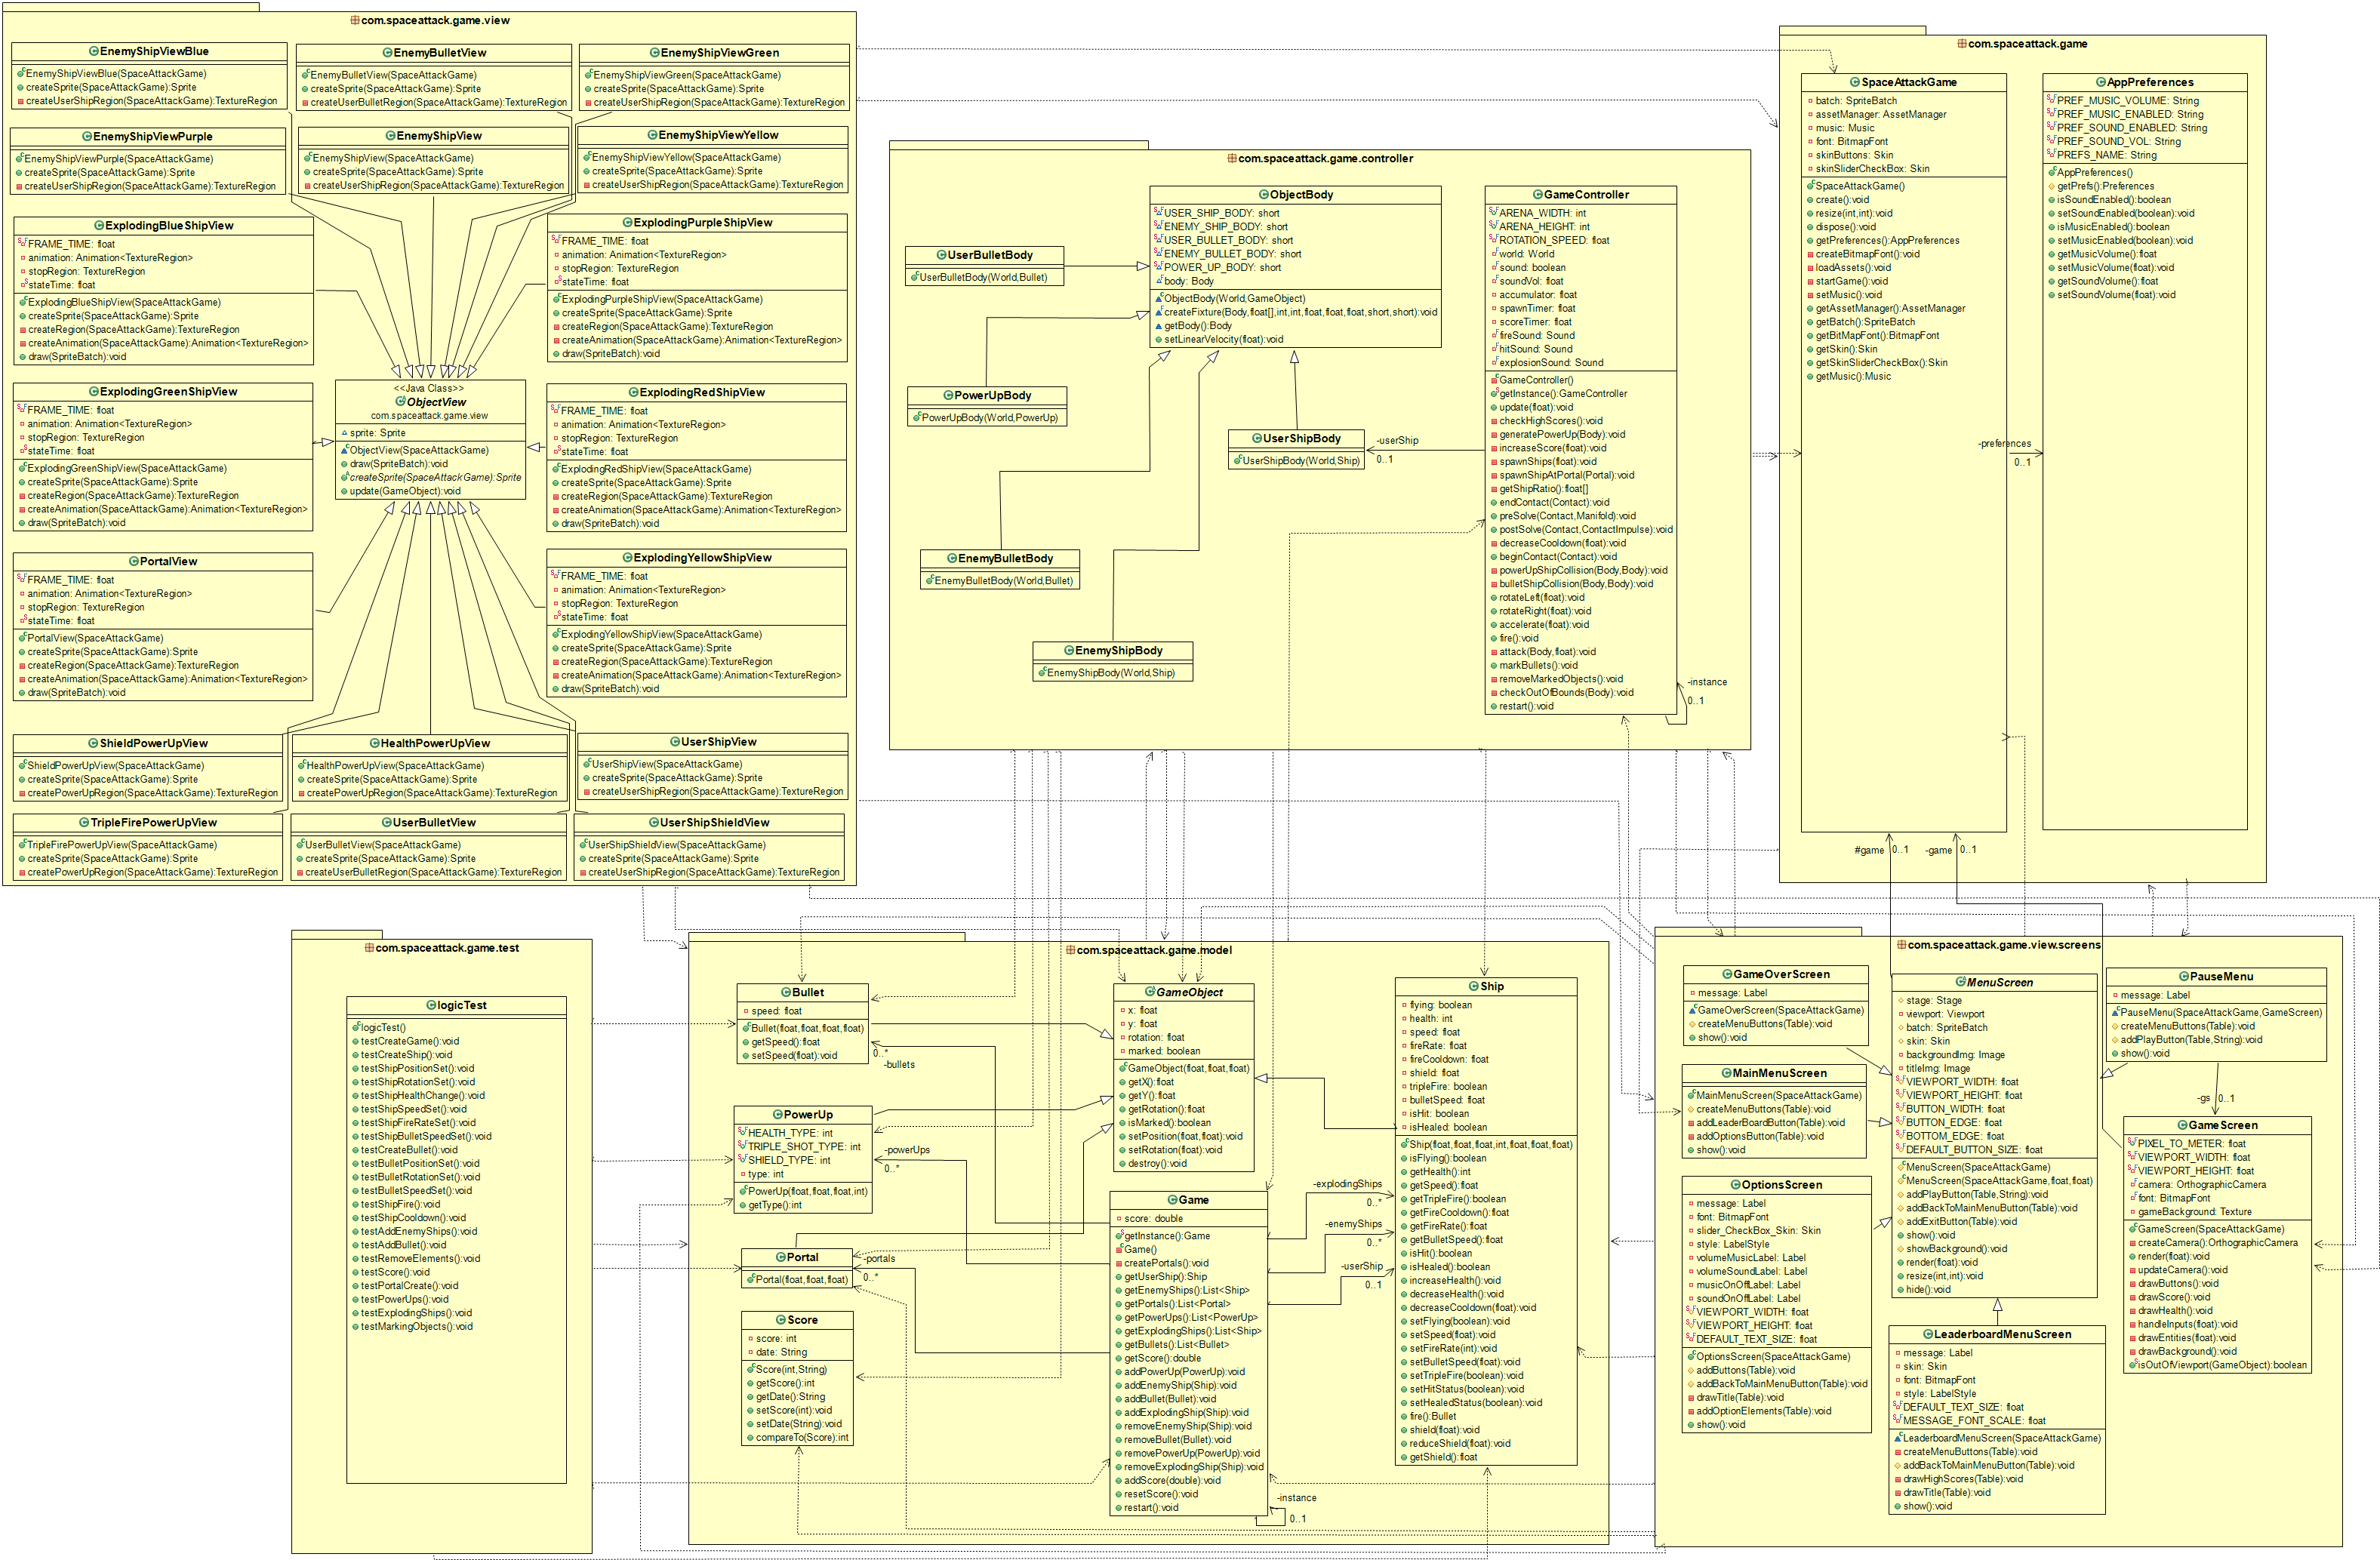 com.spaceattack.game.view
EnemyShipViewBlue
EnemyShipViewBlue(SpaceAttackGame)
createSprite(SpaceAttackGame):Sprite
createUserShipRegion(SpaceAttackGame):TextureRegion
EnemyBulletView
EnemyBulletView(SpaceAttackGame)
createSprite(SpaceAttackGame):Sprite
createUserBulletRegion(SpaceAttackGame):TextureRegion
EnemyShipViewGreen
EnemyShipViewGreen(SpaceAttackGame)
createSprite(SpaceAttackGame):Sprite
createUserShipRegion(SpaceAttackGame):TextureRegion
EnemyShipViewPurple
EnemyShipViewPurple(SpaceAttackGame)
createSprite(SpaceAttackGame):Sprite
createUserShipRegion(SpaceAttackGame):TextureRegion
EnemyShipView
EnemyShipView(SpaceAttackGame)
createSprite(SpaceAttackGame):Sprite
createUserShipRegion(SpaceAttackGame):TextureRegion
EnemyShipViewYellow
EnemyShipViewYellow(SpaceAttackGame)
createSprite(SpaceAttackGame):Sprite
createUserShipRegion(SpaceAttackGame):TextureRegion
ExplodingBlueShipView
FRAME_TIME: float
animation: Animation<TextureRegion>
stopRegion: TextureRegion
stateTime: float
ExplodingBlueShipView(SpaceAttackGame)
createSprite(SpaceAttackGame):Sprite
createRegion(SpaceAttackGame):TextureRegion
createAnimation(SpaceAttackGame):Animation<TextureRegion>
draw(SpriteBatch):void
ExplodingPurpleShipView
FRAME_TIME: float
animation: Animation<TextureRegion>
stopRegion: TextureRegion
stateTime: float
ExplodingPurpleShipView(SpaceAttackGame)
createSprite(SpaceAttackGame):Sprite
createRegion(SpaceAttackGame):TextureRegion
createAnimation(SpaceAttackGame):Animation<TextureRegion>
draw(SpriteBatch):void
ExplodingGreenShipView
FRAME_TIME: float
animation: Animation<TextureRegion>
stopRegion: TextureRegion
stateTime: float
ExplodingGreenShipView(SpaceAttackGame)
createSprite(SpaceAttackGame):Sprite
createRegion(SpaceAttackGame):TextureRegion
createAnimation(SpaceAttackGame):Animation<TextureRegion>
draw(SpriteBatch):void
<<Java Class>>
ObjectView
com.spaceattack.game.view
sprite: Sprite
ObjectView(SpaceAttackGame)
draw(SpriteBatch):void
createSprite(SpaceAttackGame):Sprite
update(GameObject):void
ExplodingRedShipView
FRAME_TIME: float
animation: Animation<TextureRegion>
stopRegion: TextureRegion
stateTime: float
ExplodingRedShipView(SpaceAttackGame)
createSprite(SpaceAttackGame):Sprite
createRegion(SpaceAttackGame):TextureRegion
createAnimation(SpaceAttackGame):Animation<TextureRegion>
draw(SpriteBatch):void
PortalView
FRAME_TIME: float
animation: Animation<TextureRegion>
stopRegion: TextureRegion
stateTime: float
PortalView(SpaceAttackGame)
createSprite(SpaceAttackGame):Sprite
createRegion(SpaceAttackGame):TextureRegion
createAnimation(SpaceAttackGame):Animation<TextureRegion>
draw(SpriteBatch):void
ExplodingYellowShipView
FRAME_TIME: float
animation: Animation<TextureRegion>
stopRegion: TextureRegion
stateTime: float
ExplodingYellowShipView(SpaceAttackGame)
createSprite(SpaceAttackGame):Sprite
createRegion(SpaceAttackGame):TextureRegion
createAnimation(SpaceAttackGame):Animation<TextureRegion>
draw(SpriteBatch):void
ShieldPowerUpView
ShieldPowerUpView(SpaceAttackGame)
createSprite(SpaceAttackGame):Sprite
createPowerUpRegion(SpaceAttackGame):TextureRegion
HealthPowerUpView
HealthPowerUpView(SpaceAttackGame)
createSprite(SpaceAttackGame):Sprite
createPowerUpRegion(SpaceAttackGame):TextureRegion
UserShipView
UserShipView(SpaceAttackGame)
createSprite(SpaceAttackGame):Sprite
createUserShipRegion(SpaceAttackGame):TextureRegion
TripleFirePowerUpView
TripleFirePowerUpView(SpaceAttackGame)
createSprite(SpaceAttackGame):Sprite
createPowerUpRegion(SpaceAttackGame):TextureRegion
UserBulletView
UserBulletView(SpaceAttackGame)
createSprite(SpaceAttackGame):Sprite
createUserBulletRegion(SpaceAttackGame):TextureRegion
UserShipShieldView
UserShipShieldView(SpaceAttackGame)
createSprite(SpaceAttackGame):Sprite
createUserShipRegion(SpaceAttackGame):TextureRegion
com.spaceattack.game.controller
ObjectBody
USER_SHIP_BODY: short
ENEMY_SHIP_BODY: short
USER_BULLET_BODY: short
ENEMY_BULLET_BODY: short
POWER_UP_BODY: short
body: Body
ObjectBody(World,GameObject)
createFixture(Body,float[],int,int,float,float,float,short,short):void
getBody():Body
setLinearVelocity(float):void
UserBulletBody
UserBulletBody(World,Bullet)
PowerUpBody
PowerUpBody(World,PowerUp)
UserShipBody
UserShipBody(World,Ship)
-userShip
0..1
EnemyBulletBody
EnemyBulletBody(World,Bullet)
EnemyShipBody
EnemyShipBody(World,Ship)
GameController
ARENA_WIDTH: int
ARENA_HEIGHT: int
ROTATION_SPEED: float
world: World
sound: boolean
soundVol: float
accumulator: float
spawnTimer: float
scoreTimer: float
fireSound: Sound
hitSound: Sound
explosionSound: Sound
GameController()
getInstance():GameController
update(float):void
checkHighScores():void
generatePowerUp(Body):void
increaseScore(float):void
spawnShips(float):void
spawnShipAtPortal(Portal):void
getShipRatio():float[]
endContact(Contact):void
preSolve(Contact,Manifold):void
postSolve(Contact,ContactImpulse):void
decreaseCooldown(float):void
beginContact(Contact):void
powerUpShipCollision(Body,Body):void
bulletShipCollision(Body,Body):void
rotateLeft(float):void
rotateRight(float):void
accelerate(float):void
fire():void
attack(Body,float):void
markBullets():void
removeMarkedObjects():void
checkOutOfBounds(Body):void
restart():void
-instance
0..1
com.spaceattack.game
SpaceAttackGame
batch: SpriteBatch
assetManager: AssetManager
music: Music
font: BitmapFont
skinButtons: Skin
skinSliderCheckBox: Skin
SpaceAttackGame()
create():void
resize(int,int):void
dispose():void
getPreferences():AppPreferences
createBitmapFont():void
loadAssets():void
startGame():void
setMusic():void
getAssetManager():AssetManager
getBatch():SpriteBatch
getBitMapFont():BitmapFont
getSkin():Skin
getSkinSliderCheckBox():Skin
getMusic():Music
-preferences
0..1
AppPreferences
PREF_MUSIC_VOLUME: String
PREF_MUSIC_ENABLED: String
PREF_SOUND_ENABLED: String
PREF_SOUND_VOL: String
PREFS_NAME: String
AppPreferences()
getPrefs():Preferences
isSoundEnabled():boolean
setSoundEnabled(boolean):void
isMusicEnabled():boolean
setMusicEnabled(boolean):void
getMusicVolume():float
setMusicVolume(float):void
getSoundVolume():float
setSoundVolume(float):void
#game
0..1
-game
0..1
com.spaceattack.game.test
logicTest
logicTest()
testCreateGame():void
testCreateShip():void
testShipPositionSet():void
testShipRotationSet():void
testShipHealthChange():void
testShipSpeedSet():void
testShipFireRateSet():void
testShipBulletSpeedSet():void
testCreateBullet():void
testBulletPositionSet():void
testBulletRotationSet():void
testBulletSpeedSet():void
testShipFire():void
testShipCooldown():void
testAddEnemyShips():void
testAddBullet():void
testRemoveElements():void
testScore():void
testPortalCreate():void
testPowerUps():void
testExplodingShips():void
testMarkingObjects():void
com.spaceattack.game.model
Bullet
speed: float
Bullet(float,float,float,float)
getSpeed():float
setSpeed(float):void
0..*
-bullets
PowerUp
HEALTH_TYPE: int
TRIPLE_SHOT_TYPE: int
SHIELD_TYPE: int
type: int
PowerUp(float,float,float,int)
getType():int
-powerUps
0..*
Portal
Portal(float,float,float)
-portals
0..*
Score
score: int
date: String
Score(int,String)
getScore():int
getDate():String
setScore(int):void
setDate(String):void
compareTo(Score):int
GameObject
x: float
y: float
rotation: float
marked: boolean
GameObject(float,float,float)
getX():float
getY():float
getRotation():float
isMarked():boolean
setPosition(float,float):void
setRotation(float):void
destroy():void
Game
score: double
getInstance():Game
Game()
createPortals():void
getUserShip():Ship
getEnemyShips():List<Ship>
getPortals():List<Portal>
getPowerUps():List<PowerUp>
getExplodingShips():List<Ship>
getBullets():List<Bullet>
getScore():double
addPowerUp(PowerUp):void
addEnemyShip(Ship):void
addBullet(Bullet):void
addExplodingShip(Ship):void
removeEnemyShip(Ship):void
removeBullet(Bullet):void
removePowerUp(PowerUp):void
removeExplodingShip(Ship):void
addScore(double):void
resetScore():void
restart():void
-instance
0..1
-explodingShips
0..*
-enemyShips
0..*
-userShip
0..1
Ship
flying: boolean
health: int
speed: float
fireRate: float
fireCooldown: float
shield: float
tripleFire: boolean
bulletSpeed: float
isHit: boolean
isHealed: boolean
Ship(float,float,float,int,float,float,float)
isFlying():boolean
getHealth():int
getSpeed():float
getTripleFire():boolean
getFireCooldown():float
getFireRate():float
getBulletSpeed():float
isHit():boolean
isHealed():boolean
increaseHealth():void
decreaseHealth():void
decreaseCooldown(float):void
setFlying(boolean):void
setSpeed(float):void
setFireRate(int):void
setBulletSpeed(float):void
setTripleFire(boolean):void
setHitStatus(boolean):void
setHealedStatus(boolean):void
fire():Bullet
shield(float):void
reduceShield(float):void
getShield():float
com.spaceattack.game.view.screens
GameOverScreen
message: Label
GameOverScreen(SpaceAttackGame)
createMenuButtons(Table):void
show():void
MainMenuScreen
MainMenuScreen(SpaceAttackGame)
createMenuButtons(Table):void
addLeaderBoardButton(Table):void
addOptionsButton(Table):void
show():void
OptionsScreen
message: Label
font: BitmapFont
slider_CheckBox_Skin: Skin
style: LabelStyle
volumeMusicLabel: Label
volumeSoundLabel: Label
musicOnOffLabel: Label
soundOnOffLabel: Label
VIEWPORT_WIDTH: float
VIEWPORT_HEIGHT: float
DEFAULT_TEXT_SIZE: float
OptionsScreen(SpaceAttackGame)
addButtons(Table):void
addBackToMainMenuButton(Table):void
drawTitle(Table):void
addOptionElements(Table):void
show():void
MenuScreen
stage: Stage
viewport: Viewport
batch: SpriteBatch
skin: Skin
backgroundImg: Image
titleImg: Image
VIEWPORT_WIDTH: float
VIEWPORT_HEIGHT: float
BUTTON_WIDTH: float
BUTTON_EDGE: float
BOTTOM_EDGE: float
DEFAULT_BUTTON_SIZE: float
MenuScreen(SpaceAttackGame)
MenuScreen(SpaceAttackGame,float,float)
addPlayButton(Table,String):void
addBackToMainMenuButton(Table):void
addExitButton(Table):void
show():void
showBackground():void
render(float):void
resize(int,int):void
hide():void
LeaderboardMenuScreen
message: Label
skin: Skin
font: BitmapFont
style: LabelStyle
DEFAULT_TEXT_SIZE: float
MESSAGE_FONT_SCALE: float
LeaderboardMenuScreen(SpaceAttackGame)
createMenuButtons(Table):void
addBackToMainMenuButton(Table):void
drawHighScores(Table):void
drawTitle(Table):void
show():void
PauseMenu
message: Label
PauseMenu(SpaceAttackGame,GameScreen)
createMenuButtons(Table):void
addPlayButton(Table,String):void
show():void
-gs
0..1
GameScreen
PIXEL_TO_METER: float
VIEWPORT_WIDTH: float
VIEWPORT_HEIGHT: float
camera: OrthographicCamera
font: BitmapFont
gameBackground: Texture
GameScreen(SpaceAttackGame)
createCamera():OrthographicCamera
render(float):void
updateCamera():void
drawButtons():void
drawScore():void
drawHealth():void
handleInputs(float):void
drawEntities(float):void
drawBackground():void
isOutOfViewport(GameObject):boolean